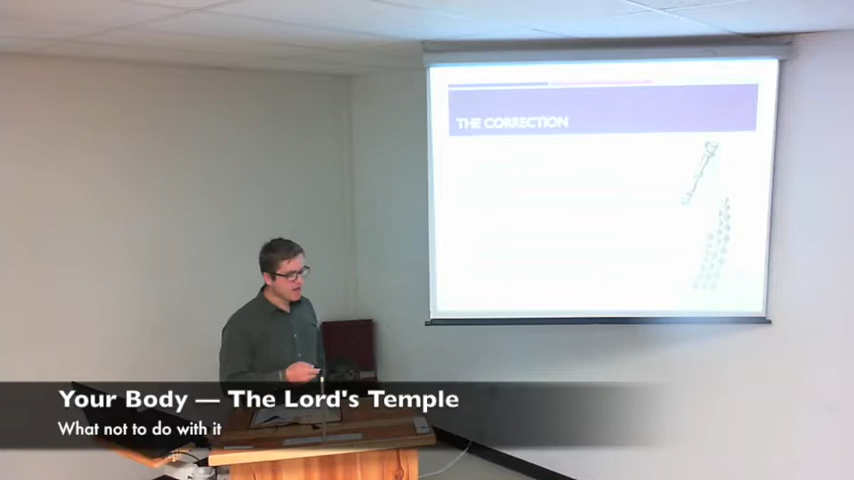 THE CORRECTION
Your Body — The Lord's Temple
What not to do with it